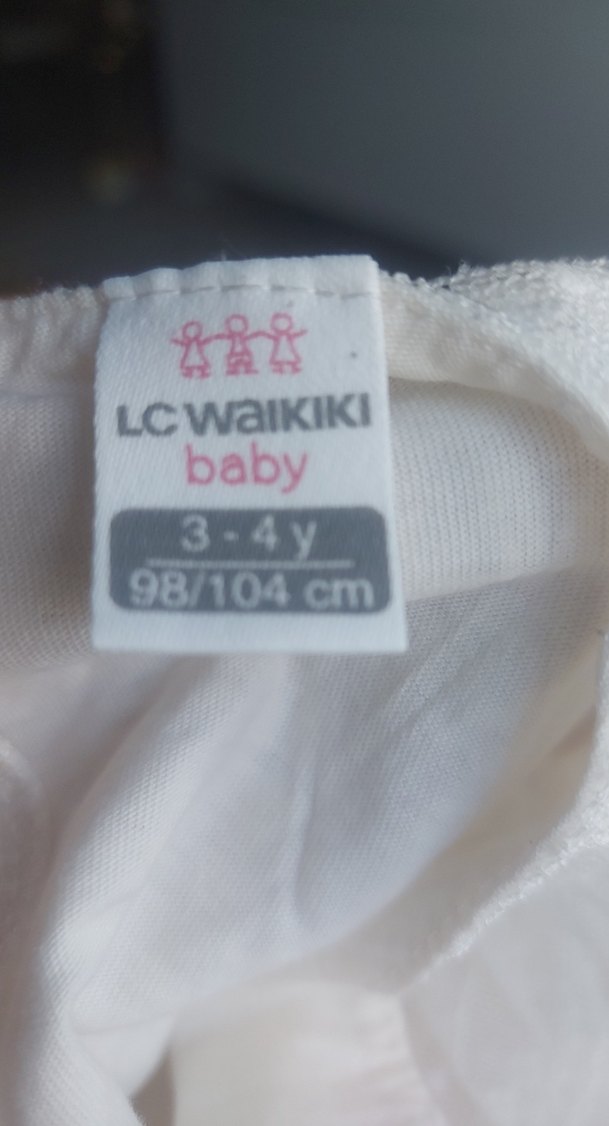 LC WAIKIKI
baby
3 - 4 y
98/104 cm